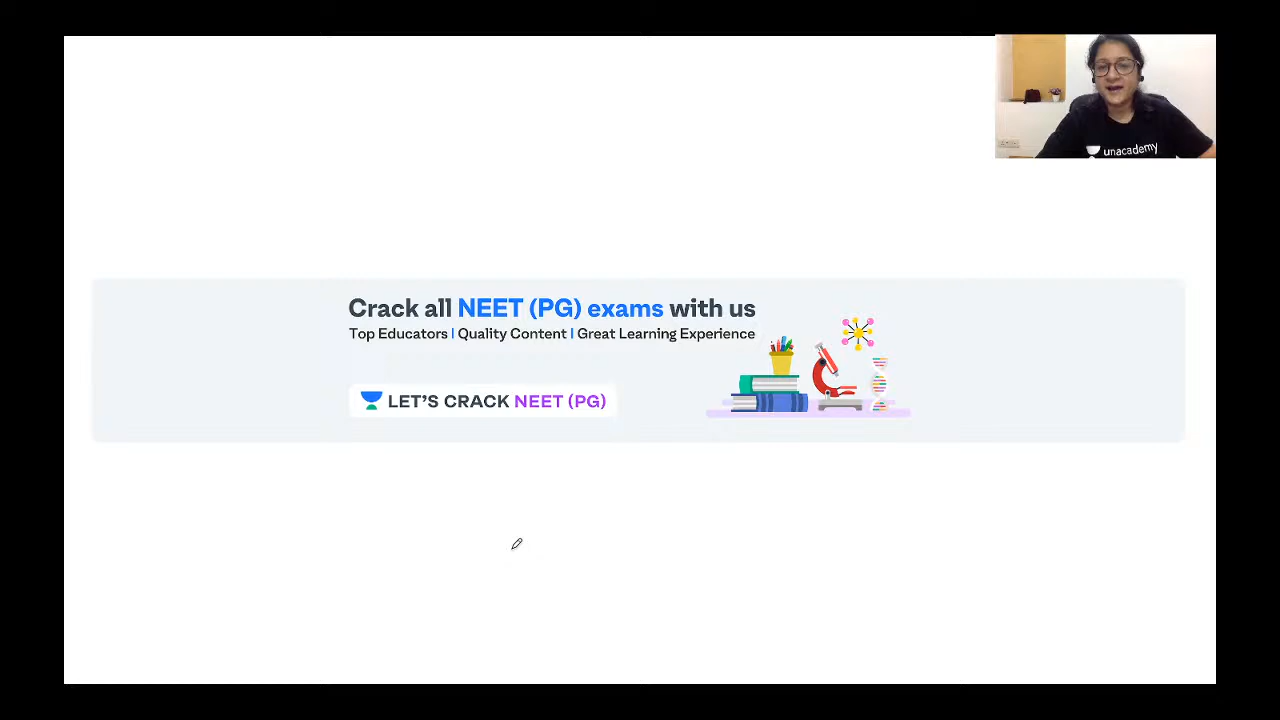 unacademy
Crack all NEET (PG) exams with us
Top Educators | Quality Content | Great Learning Experience
LET'S CRACK NEET (PG)